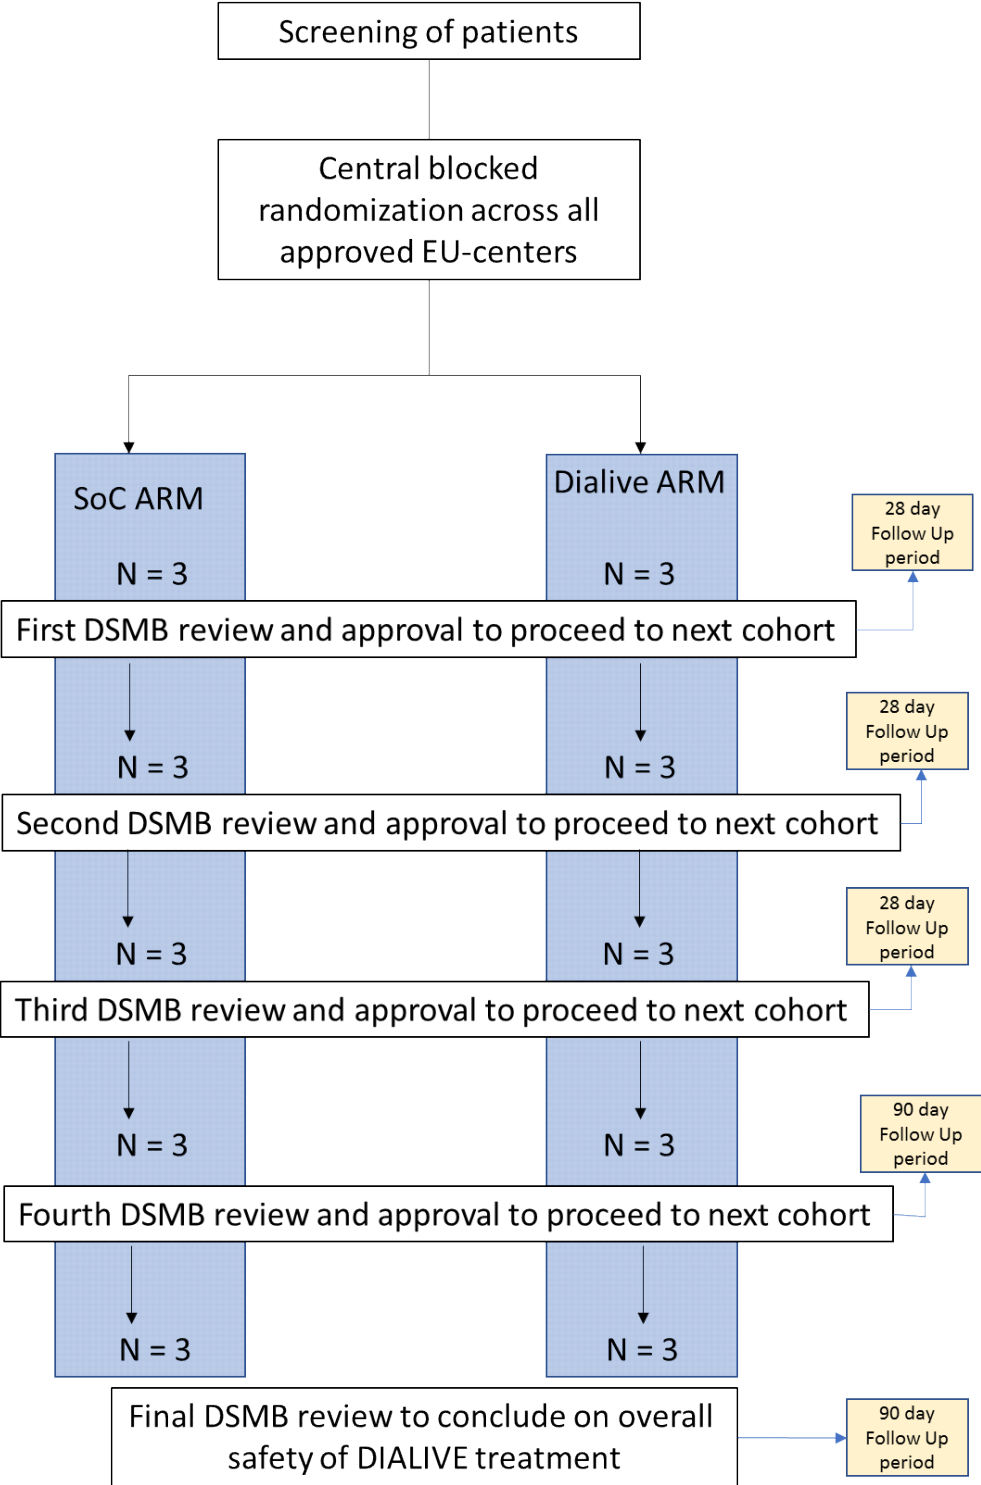 Screening of patients
Central blocked
randomization across all
approved EU-centers
SoC ARM
Dialive ARM
N = 3
N = 3
28 day
Follow Up
period
First DSMB review and approval to proceed to next cohort
N = 3
N = 3
28 day
Follow Up
period
Second DSMB review and approval to proceed to next cohort
N = 3
N = 3
28 day
Follow Up
period
Third DSMB review and approval to proceed to next cohort
N = 3
N = 3
90 day
Follow Up
period
Fourth DSMB review and approval to proceed to next cohort
N = 3
N = 3
Final DSMB review to conclude on overall
safety of DIALIVE treatment
90 day
Follow Up
period